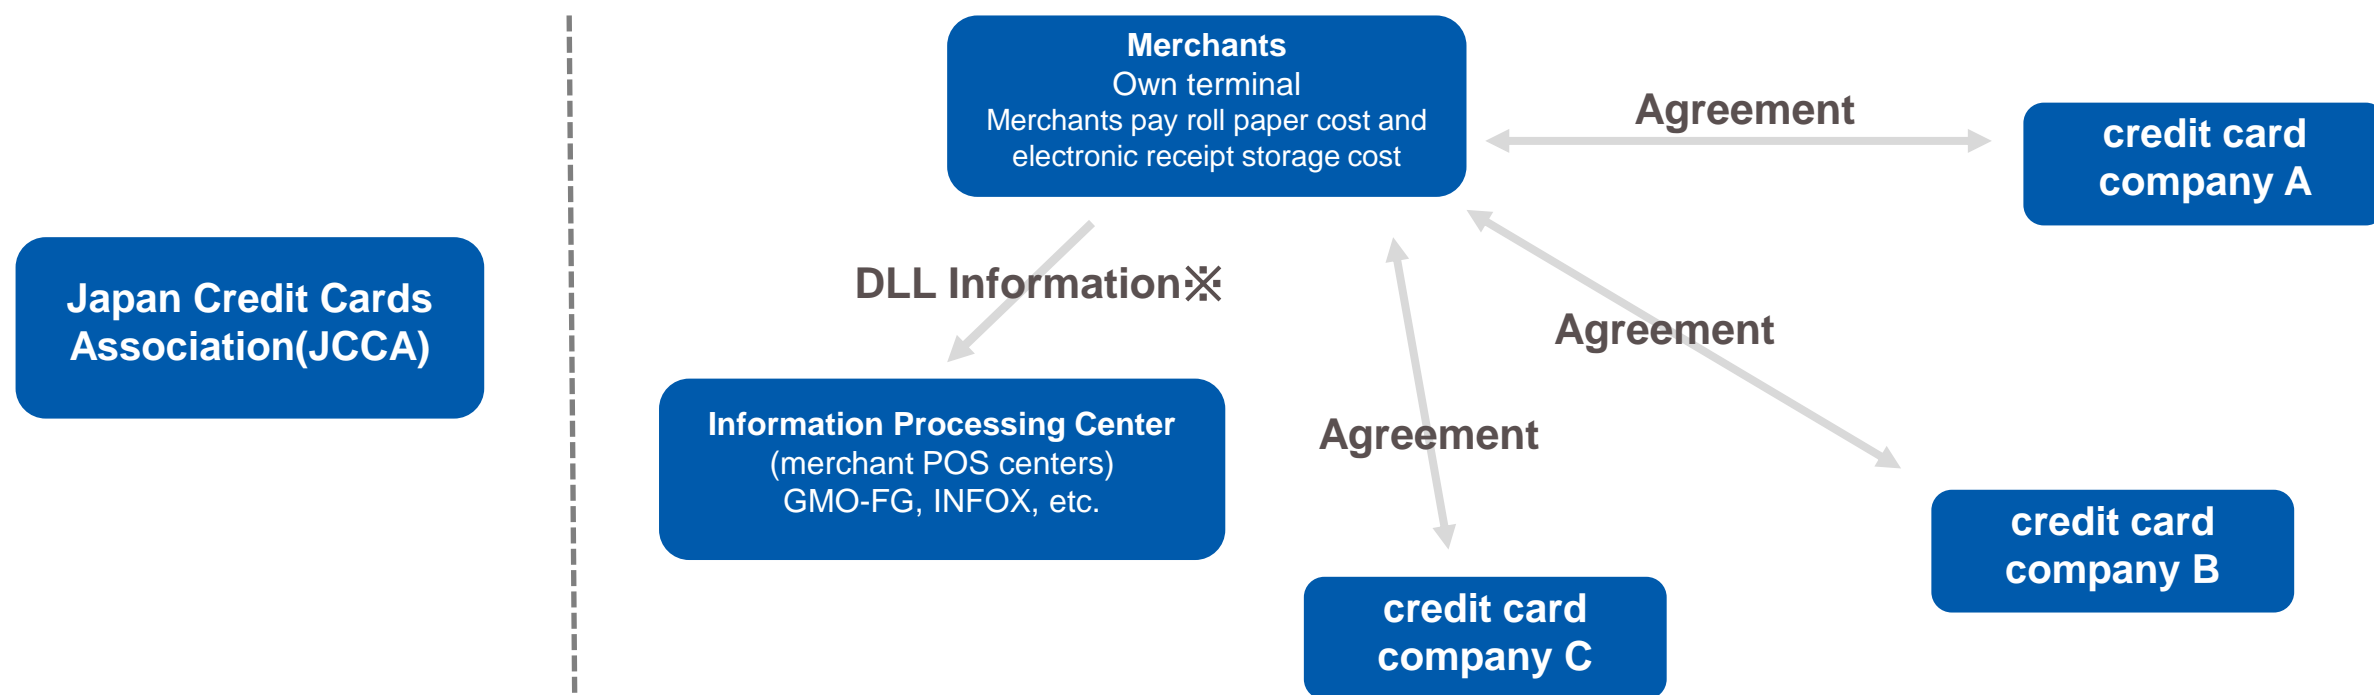 Merchants
Own terminal
Merchants pay roll paper cost and
electronic receipt storage cost
Agreement
credit card
company A
Japan Credit Cards
Association(JCCA)
DLL Information※
Agreement
Information Processing Center
(merchant POS centers)
GMO-FG, INFOX, etc.
Agreement
credit card
company B
credit card
company C